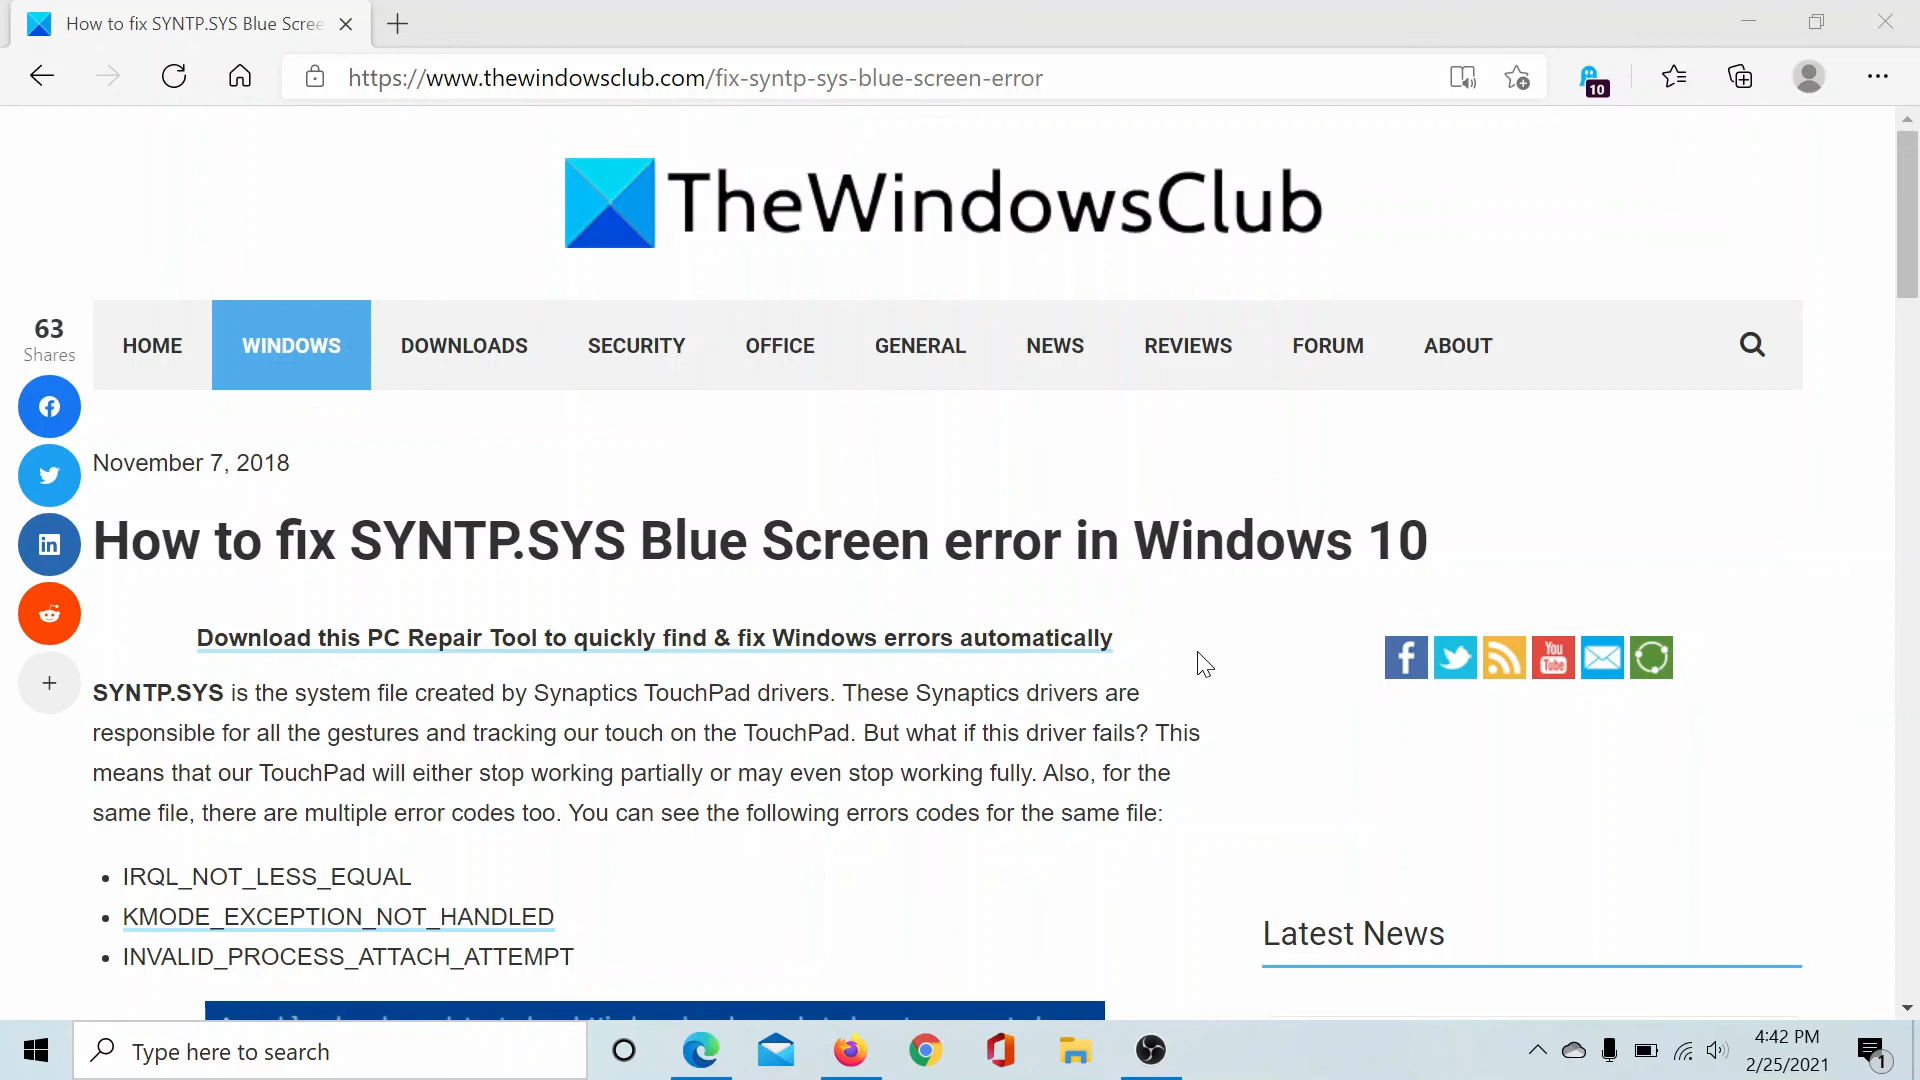 How to fix SYNTP.SYS Blue Scree
https://www.thewindowsclub.com/fix-syntp-sys-blue-screen-error
10
TheWindowsClub
63
Shares
HOME WINDOWS DOWNLOADS SECURITY OFFICE GENERAL NEWS REVIEWS FORUM ABOUT
November 7, 2018
How to fix SYNTP.SYS Blue Screen error in Windows 10
Download this PC Repair Tool to quickly find & fix Windows errors automatically
You Tube
SYNTP.SYS is the system file created by Synaptics TouchPad drivers. These Synaptics drivers are
responsible for all the gestures and tracking our touch on the TouchPad. But what if this driver fails? This
means that our TouchPad will either stop working partially or may even stop working fully. Also, for the
same file, there are multiple error codes too. You can see the following errors codes for the same file:
• IRQL_NOT_LESS_EQUAL
• KMODE_EXCEPTION_NOT_HANDLED
• INVALID_PROCESS_ATTACH_ATTEMPT
Latest News
Type here to search
4:42 PM
2/25/2021
1